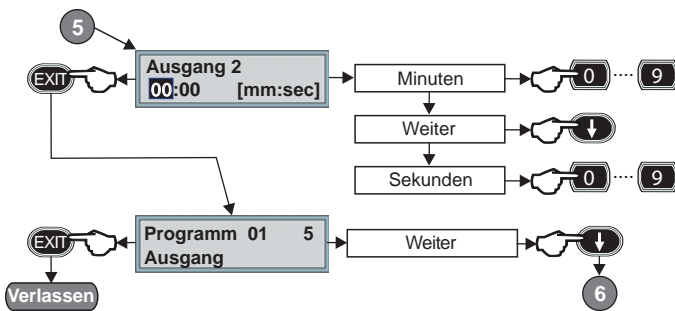 5
EXIT
Ausgang 2
00:00 [mm:sec]
Minuten
0 .... 9
Weiter
Sekunden
0 .... 9
EXIT
Programm 01 5
Ausgang
Weiter
Verlassen
6